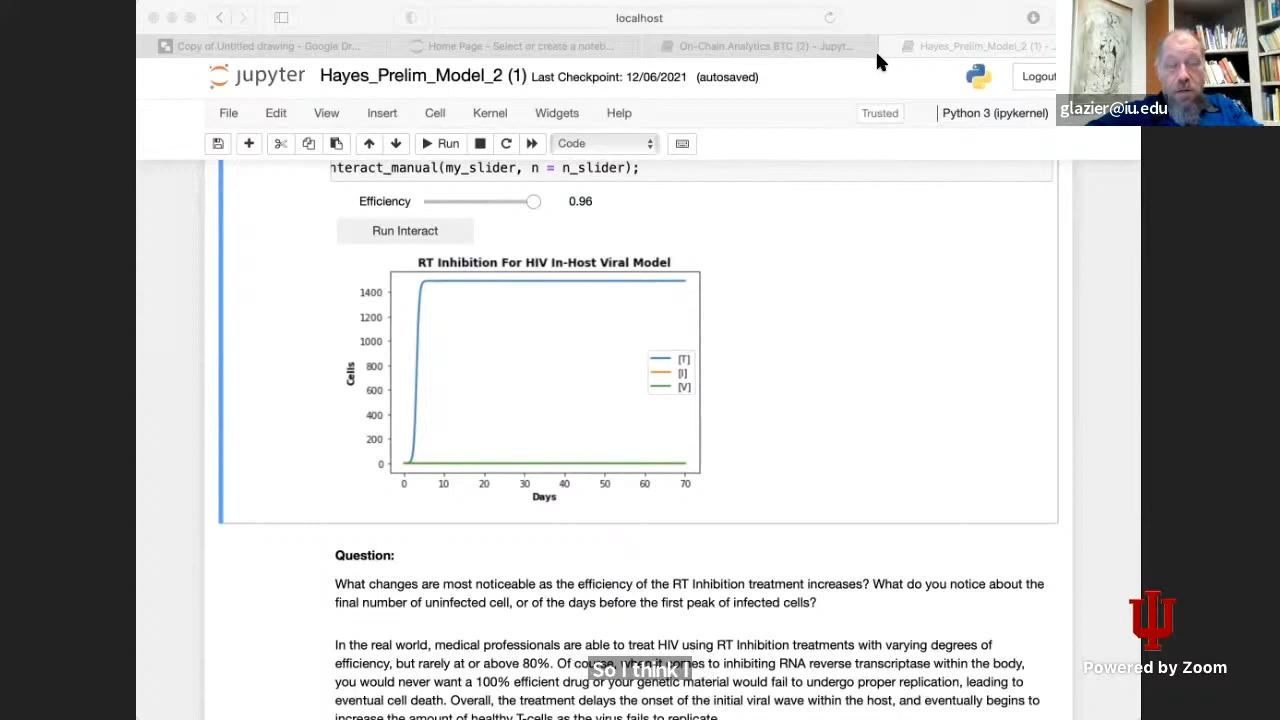 localhost
Copy of Untitled drawing - Google Dr...
Home Page - Select or create a noteb...
On-Chain Analytics BTC (2) - Jupyt...
Hayes_Prelim_Model_2 (1) - ...
jupyter Hayes_Prelim_Model_2 (1) Last Checkpoint: 12/06/2021 (autosaved)
Logout
glazier@iu.edu
File Edit View Insert Cell Kernel Widgets Help
Trusted
Python 3 (ipykernel)
Run
Code
nteract_manual(my_slider, n = n_slider);
Efficiency 0.96
Run Interact
RT Inhibition For HIV In-Host Viral Model
1400
1200
1000
800
600
400
200
0
Cells
[T]
[I]
[V]
0 10 20 30 40 50 60 70
Days
Question:
What changes are most noticeable as the efficiency of the RT Inhibition treatment increases? What do you notice about the
final number of uninfected cell, or of the days before the first peak of infected cells?
In the real world, medical professionals are able to treat HIV using RT Inhibition treatments with varying degrees of
efficiency, but rarely at or above 80%. Of course, when it comes to inhibiting RNA reverse transcriptase within the body,
you would never want a 100% efficient drug or your genetic material would fail to undergo proper replication, leading to
eventual cell death. Overall, the treatment delays the onset of the initial viral wave within the host, and eventually begins to
increase the amount of healthy T-cells as the virus fails to replicate.
So I think I
Powered by Zoom